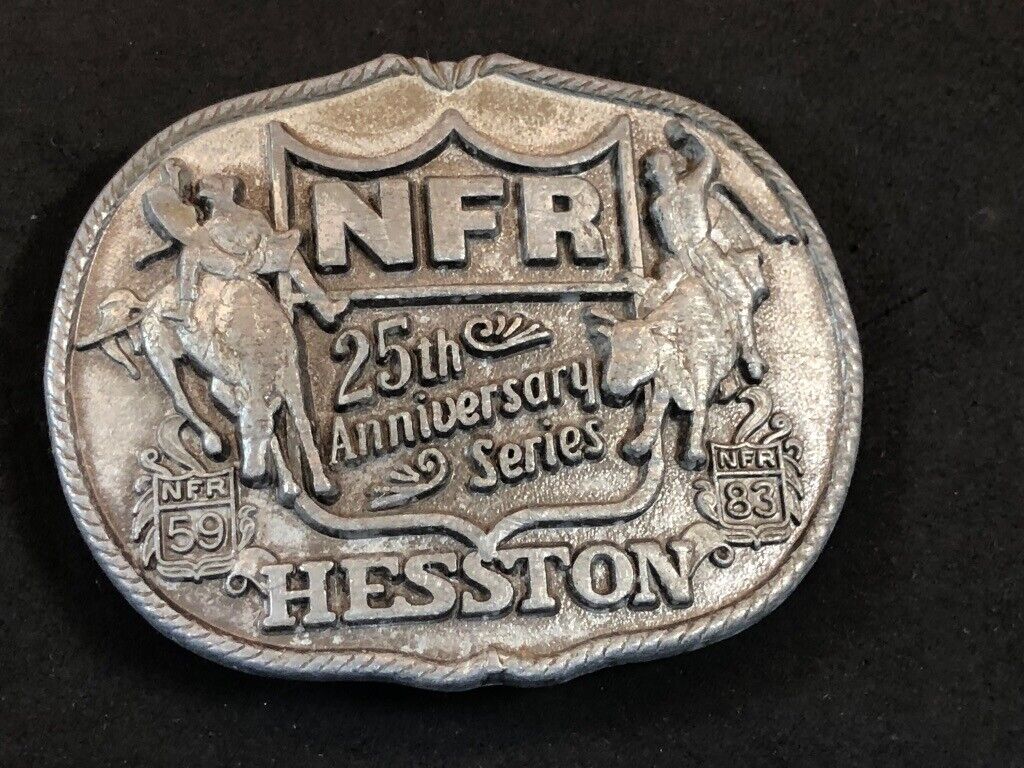 NFR
25th
Anniversary
Series
NFR
59
NFR
83
HESSTON